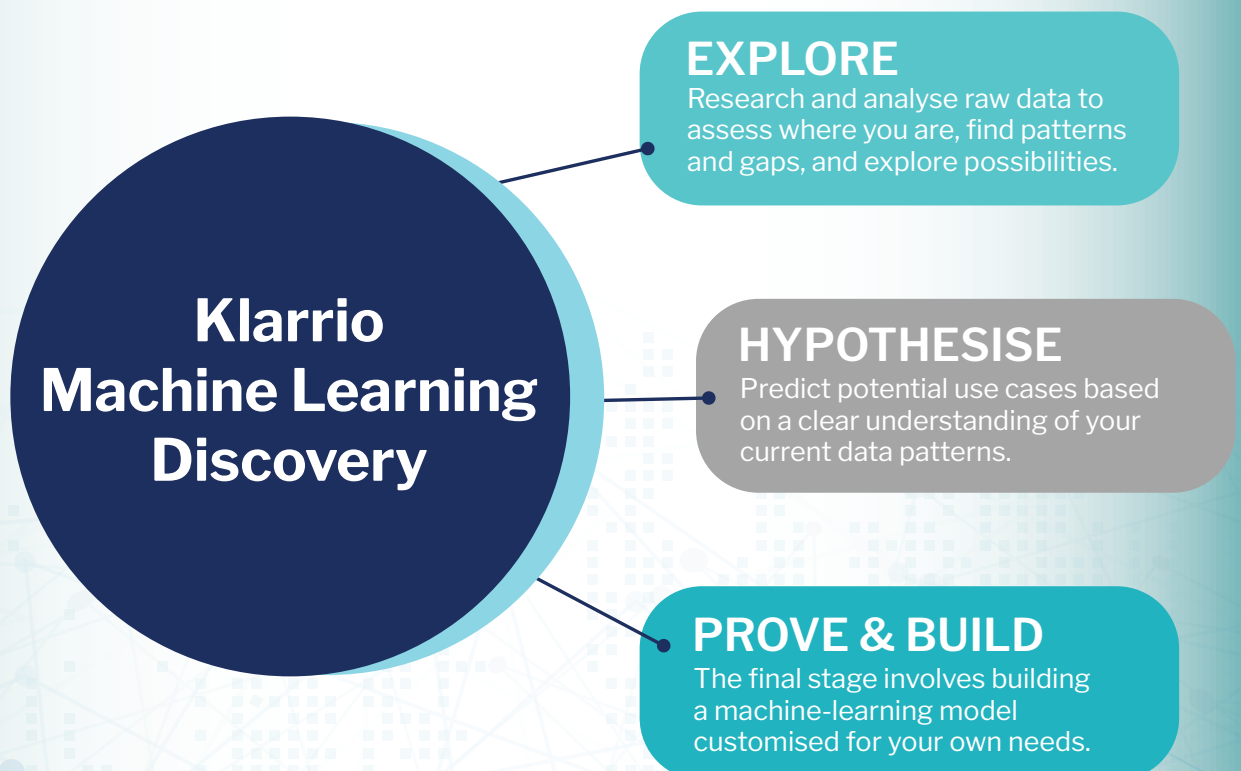 Klarrio
Machine Learning
Discovery
EXPLORE
Research and analyse raw data to
assess where you are, find patterns
and gaps, and explore possibilities.
HYPOTHESISE
Predict potential use cases based
on a clear understanding of your
current data patterns.
PROVE & BUILD
The final stage involves building
a machine-learning model
customised for your own needs.